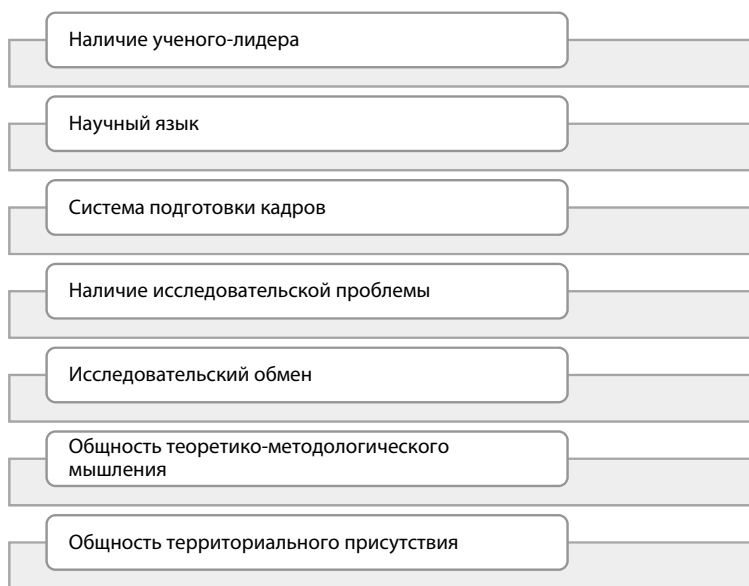 Наличие ученого-лидера
Научный язык
Система подготовки кадров
Наличие исследовательской проблемы
Исследовательский обмен
Общность теоретико-методологического
мышления
Общность территориального присутствия